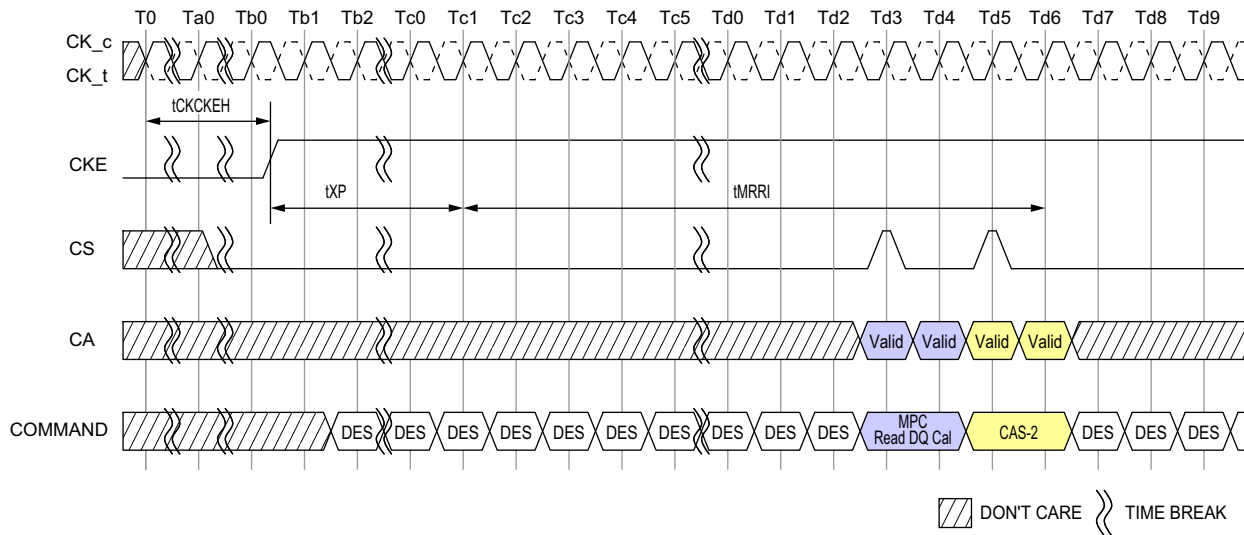 T0 Ta0 Tb0 Tb1 Tb2 Tc0 Tc1 Tc2 Tc3 Tc4 Tc5 Td0 Td1 Td2 Td3 Td4 Td5 Td6 Td7 Td8 Td9
CK_c
CK_t
tCKCKEH
CKE
tXP tMRRI
CS
CA Valid Valid Valid Valid
COMMAND DES DES DES DES DES DES DES DES DES MPC Read DQ Cal CAS-2 DES DES DES
DON'T CARE TIME BREAK